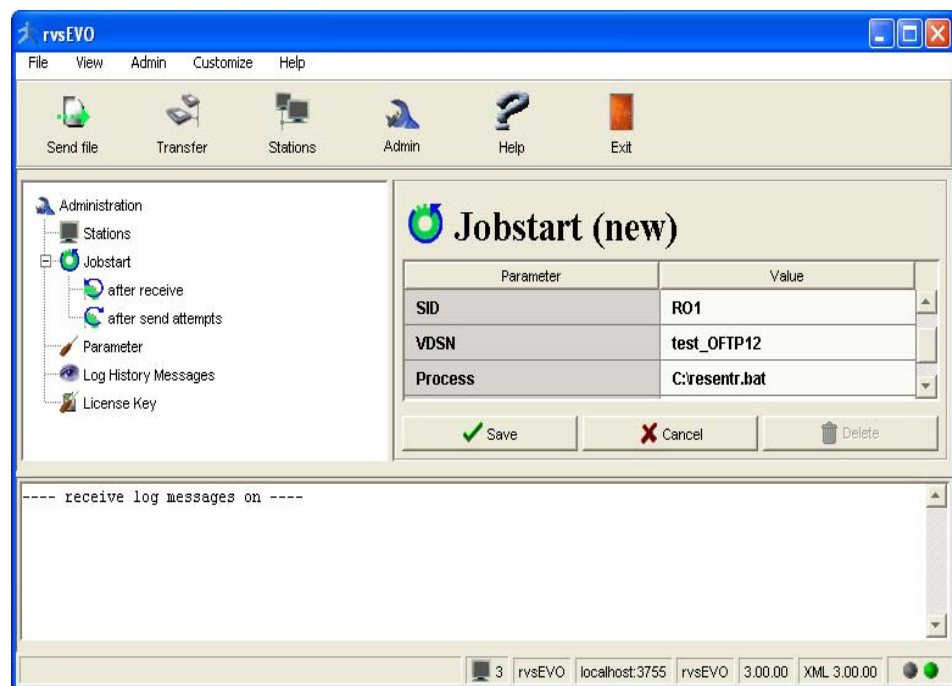 rvsEVO
File View Admin Customize Help
Send file Transfer Stations Admin Help Exit
Administration
Stations
Jobstart
after receive
after send attempts
Parameter
Log History Messages
License Key
Jobstart (new)
Parameter Value
SID RO1
VDSN test_OFTP12
Process C:\resentr.bat
Save Cancel Delete
---- receive log messages on ----
3 rvsEVO localhost:3755 rvsEVO 3.00.00 XML 3.00.00